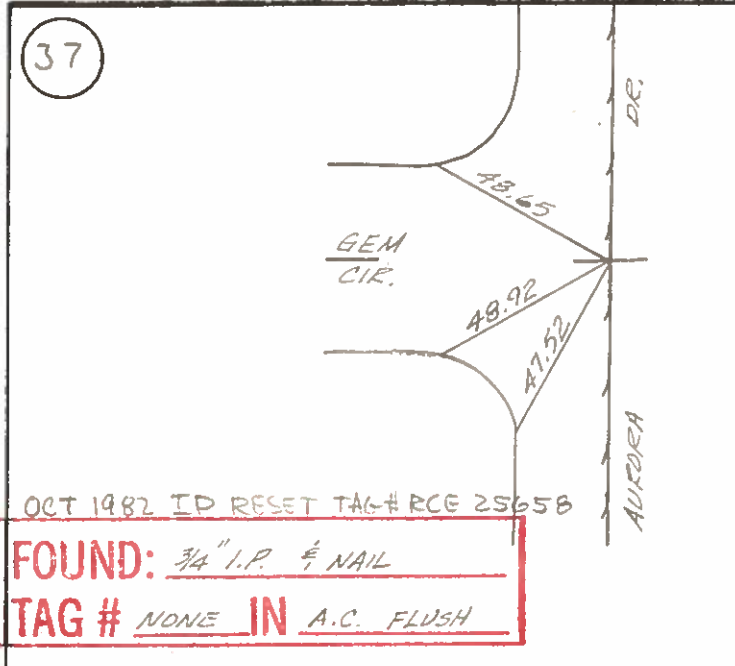 37
DR.
48.65
GEM
CIR.
48.92
47.52
AURORA
OCT 1982 IP RESET TAG# RCE 25658
FOUND: 3/4" I.P. & NAIL
TAG # NONE IN A.C. FLUSH